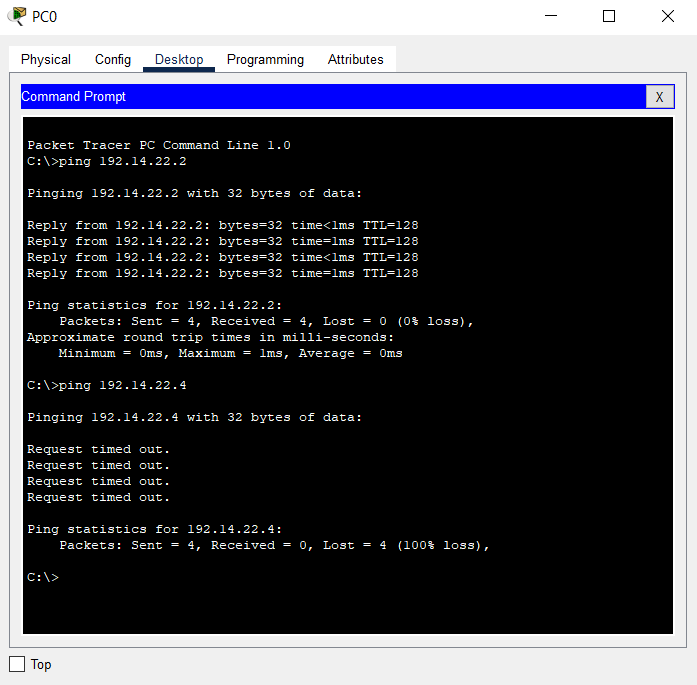 PC0
Physical Config Desktop Programming Attributes
Command Prompt
X
Packet Tracer PC Command Line 1.0
C:\>ping 192.14.22.2
Pinging 192.14.22.2 with 32 bytes of data:
Reply from 192.14.22.2: bytes=32 time<1ms TTL=128
Reply from 192.14.22.2: bytes=32 time=1ms TTL=128
Reply from 192.14.22.2: bytes=32 time<1ms TTL=128
Reply from 192.14.22.2: bytes=32 time=1ms TTL=128
Ping statistics for 192.14.22.2:
    Packets: Sent = 4, Received = 4, Lost = 0 (0% loss),
Approximate round trip times in milli-seconds:
    Minimum = 0ms, Maximum = 1ms, Average = 0ms
C:\>ping 192.14.22.4
Pinging 192.14.22.4 with 32 bytes of data:
Request timed out.
Request timed out.
Request timed out.
Request timed out.
Ping statistics for 192.14.22.4:
    Packets: Sent = 4, Received = 0, Lost = 4 (100% loss),
C:\>
Top